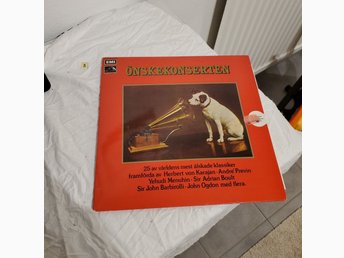 EMI
ÖNSKEKONSERTEN
25 av världens mest älskade klassiker
framförda av Herbert von Karajan · André Previn
Yehudi Menuhin · Sir Adrian Boult
Sir John Barbirolli · John Ogdon med flera.